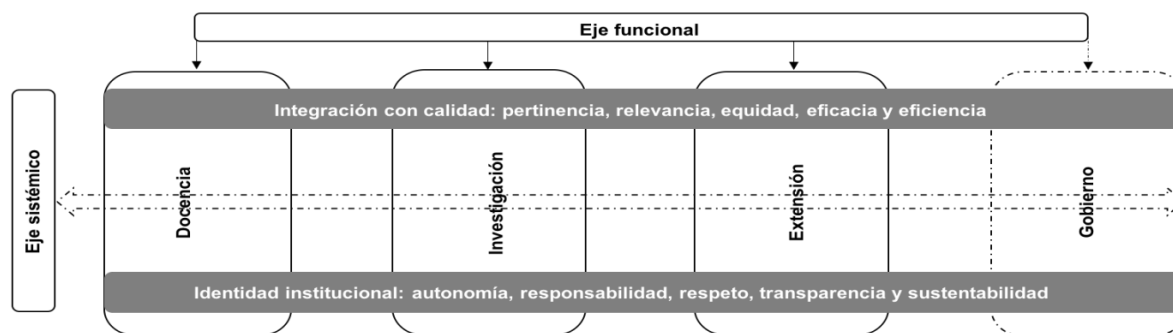 Eje funcional
Integración con calidad: pertinencia, relevancia, equidad, eficacia y eficiencia
Eje sistémico
Docencia
Investigación
Extensión
Gobierno
Identidad institucional: autonomía, responsabilidad, respeto, transparencia y sustentabilidad